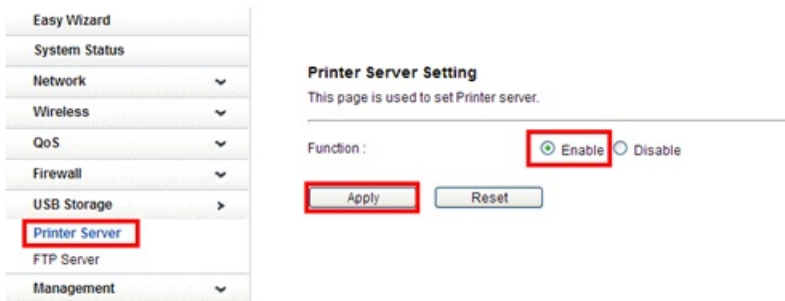 Easy Wizard
System Status
Network
Wireless
QoS
Firewall
USB Storage
Printer Server
FTP Server
Management
Printer Server Setting
This page is used to set Printer server.
Function : Enable Disable
Apply Reset